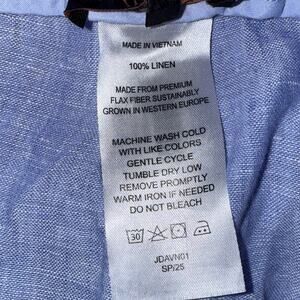 MADE IN VIETNAM
100% LINEN
MADE FROM PREMIUM
FLAX FIBER SUSTAINABLY
GROWN IN WESTERN EUROPE
MACHINE WASH COLD
WITH LIKE COLORS
GENTLE CYCLE
TUMBLE DRY LOW
REMOVE PROMPTLY
WARM IRON IF NEEDED
DO NOT BLEACH
30
JDAVN01
SP/25